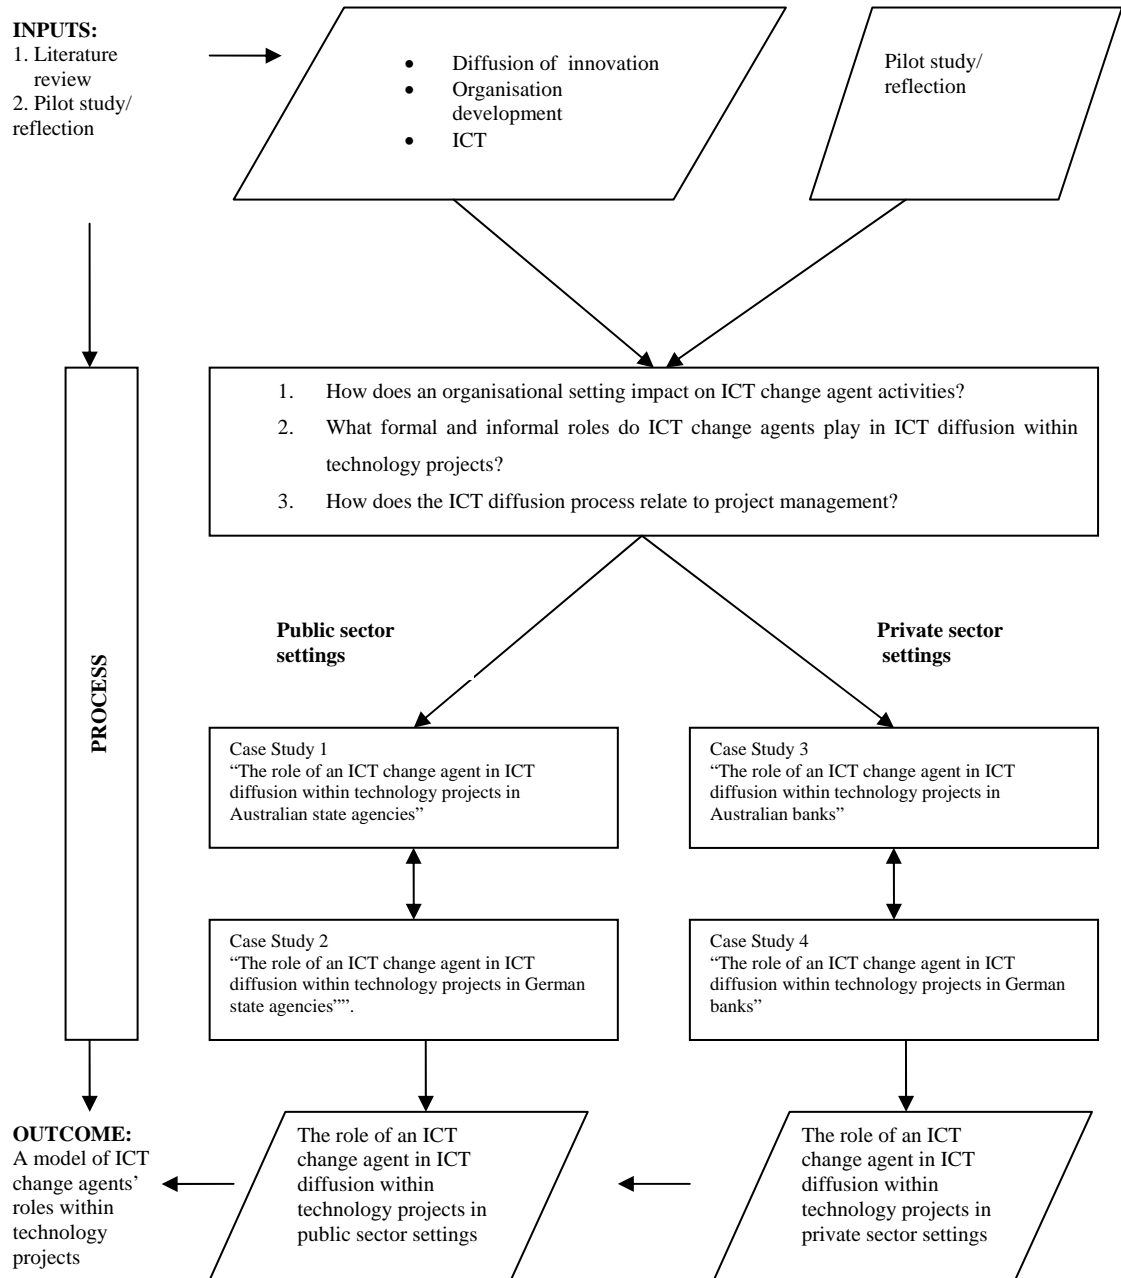 INPUTS:
1. Literature
review
2. Pilot study/
reflection
• Diffusion of innovation
• Organisation
development
• ICT
Pilot study/
reflection
1. How does an organisational setting impact on ICT change agent activities?
2. What formal and informal roles do ICT change agents play in ICT diffusion within
technology projects?
3. How does the ICT diffusion process relate to project management?
Public sector
settings
Private sector
settings
PROCESS
Case Study 1
“The role of an ICT change agent in ICT
diffusion within technology projects in
Australian state agencies”
Case Study 3
“The role of an ICT change agent in ICT
diffusion within technology projects in
Australian banks”
Case Study 2
“The role of an ICT change agent in ICT
diffusion within technology projects in German
state agencies””.
Case Study 4
“The role of an ICT change agent in ICT
diffusion within technology projects in German
banks”
OUTCOME:
A model of ICT
change agents’
roles within
technology
projects
The role of an ICT
change agent in ICT
diffusion within
technology projects in
public sector settings
The role of an ICT
change agent in ICT
diffusion within
technology projects in
private sector settings